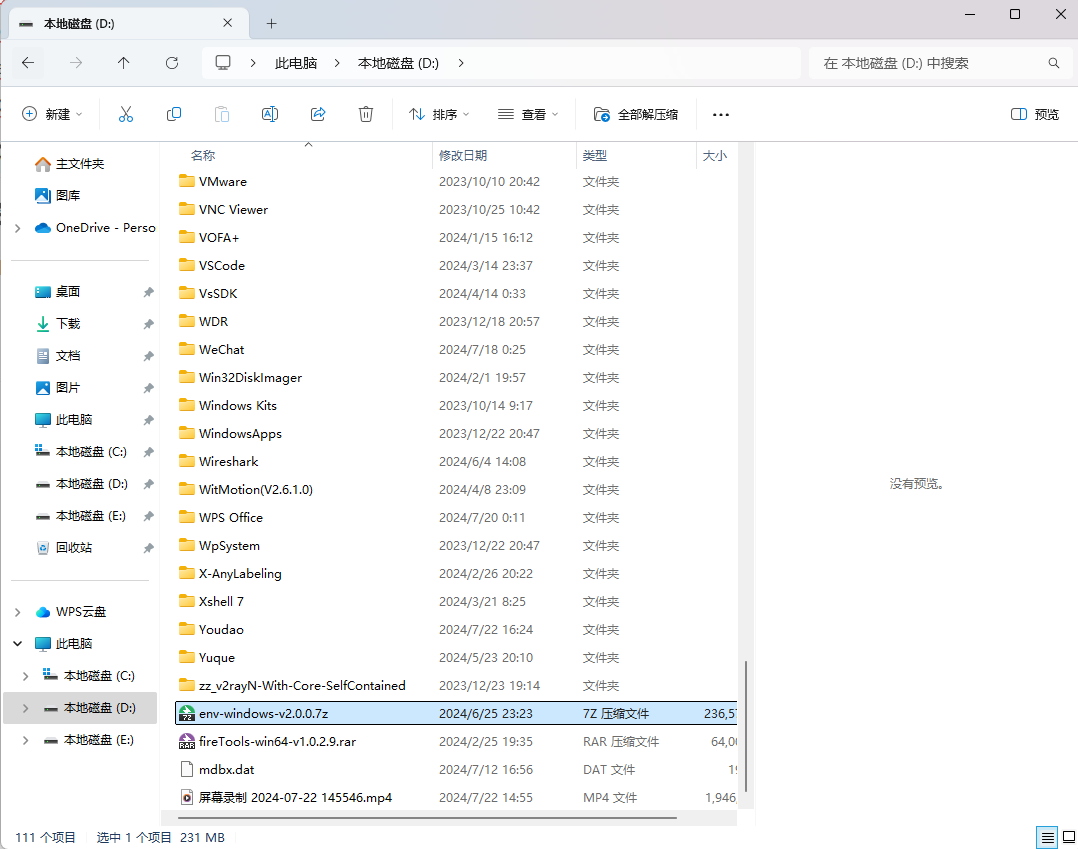 本地磁盘 (D:)
此电脑 本地磁盘 (D:) 在 本地磁盘 (D:) 中搜索
新建 排序 查看 全部解压缩 预览
主文件夹
图库
OneDrive - Perso
桌面
下载
文档
图片
此电脑
本地磁盘 (C:)
本地磁盘 (D:)
本地磁盘 (E:)
回收站
WPS云盘
此电脑
本地磁盘 (C:)
本地磁盘 (D:)
本地磁盘 (E:)
名称 修改日期 类型 大小
VMware 2023/10/10 20:42 文件夹
VNC Viewer 2023/10/25 10:42 文件夹
VOFA+ 2024/1/15 16:12 文件夹
VSCode 2024/3/14 23:37 文件夹
VsSDK 2024/4/14 0:33 文件夹
WDR 2023/12/18 20:57 文件夹
WeChat 2024/7/18 0:25 文件夹
Win32DiskImager 2024/2/1 19:57 文件夹
Windows Kits 2023/10/14 9:17 文件夹
WindowsApps 2023/12/22 20:47 文件夹
Wireshark 2024/6/4 14:08 文件夹
WitMotion(V2.6.1.0) 2024/4/8 23:09 文件夹
WPS Office 2024/7/20 0:11 文件夹
WpSystem 2023/12/22 20:47 文件夹
X-AnyLabeling 2024/2/26 20:22 文件夹
Xshell 7 2024/3/21 8:25 文件夹
Youdao 2024/7/22 16:24 文件夹
Yuque 2024/5/23 20:10 文件夹
zz_v2rayN-With-Core-SelfContained 2023/12/23 19:14 文件夹
env-windows-v2.0.0.7z 2024/6/25 23:23 7Z 压缩文件 236,57
fireTools-win64-v1.0.2.9.rar 2024/2/25 19:35 RAR 压缩文件 64,00
mdbx.dat 2024/7/12 16:56 DAT 文件 19
屏幕录制 2024-07-22 145546.mp4 2024/7/22 14:55 MP4 文件 1,946,
没有预览。
111 个项目 选中 1 个项目 231 MB